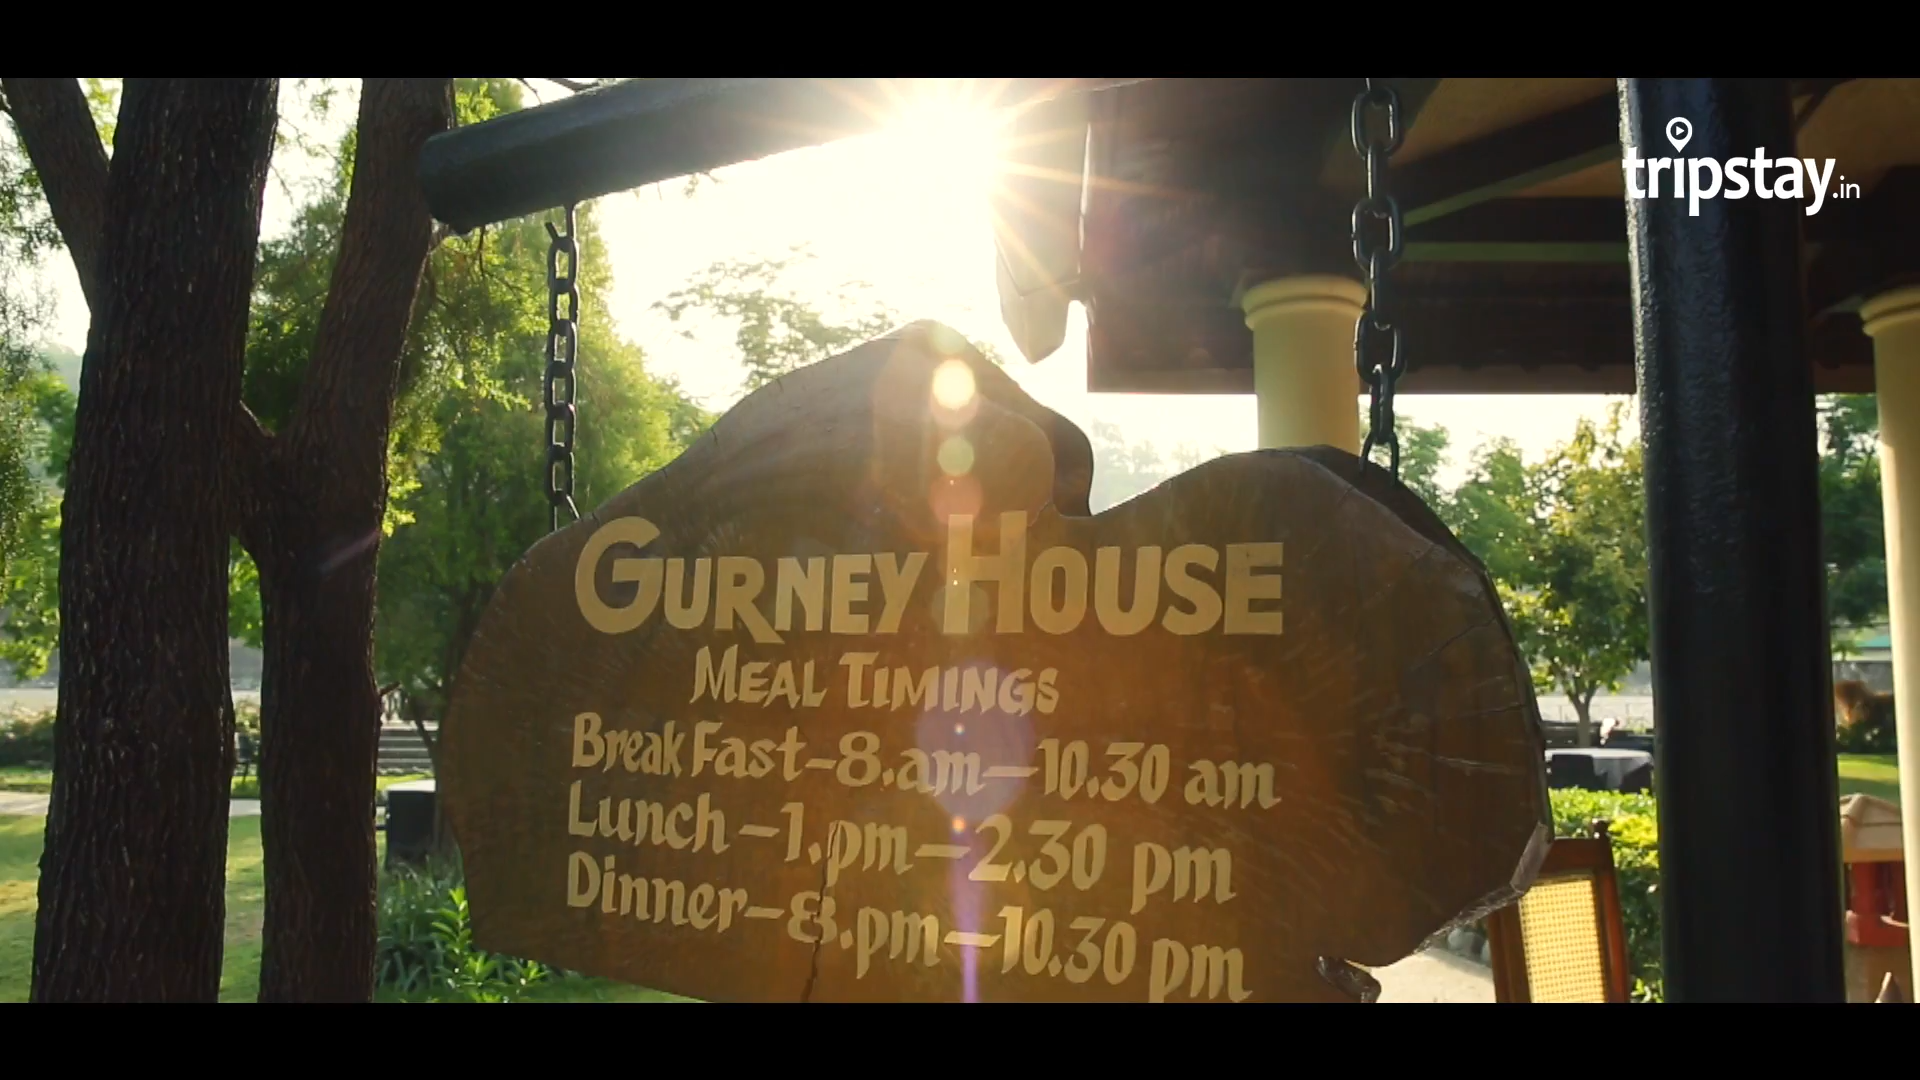 tripstay.in
GURNEY HOUSE
MEAL TIMINGS
Break Fast-8.am-10.30 am
Lunch-1.pm-2.30 pm
Dinner-8.pm-10.30 pm